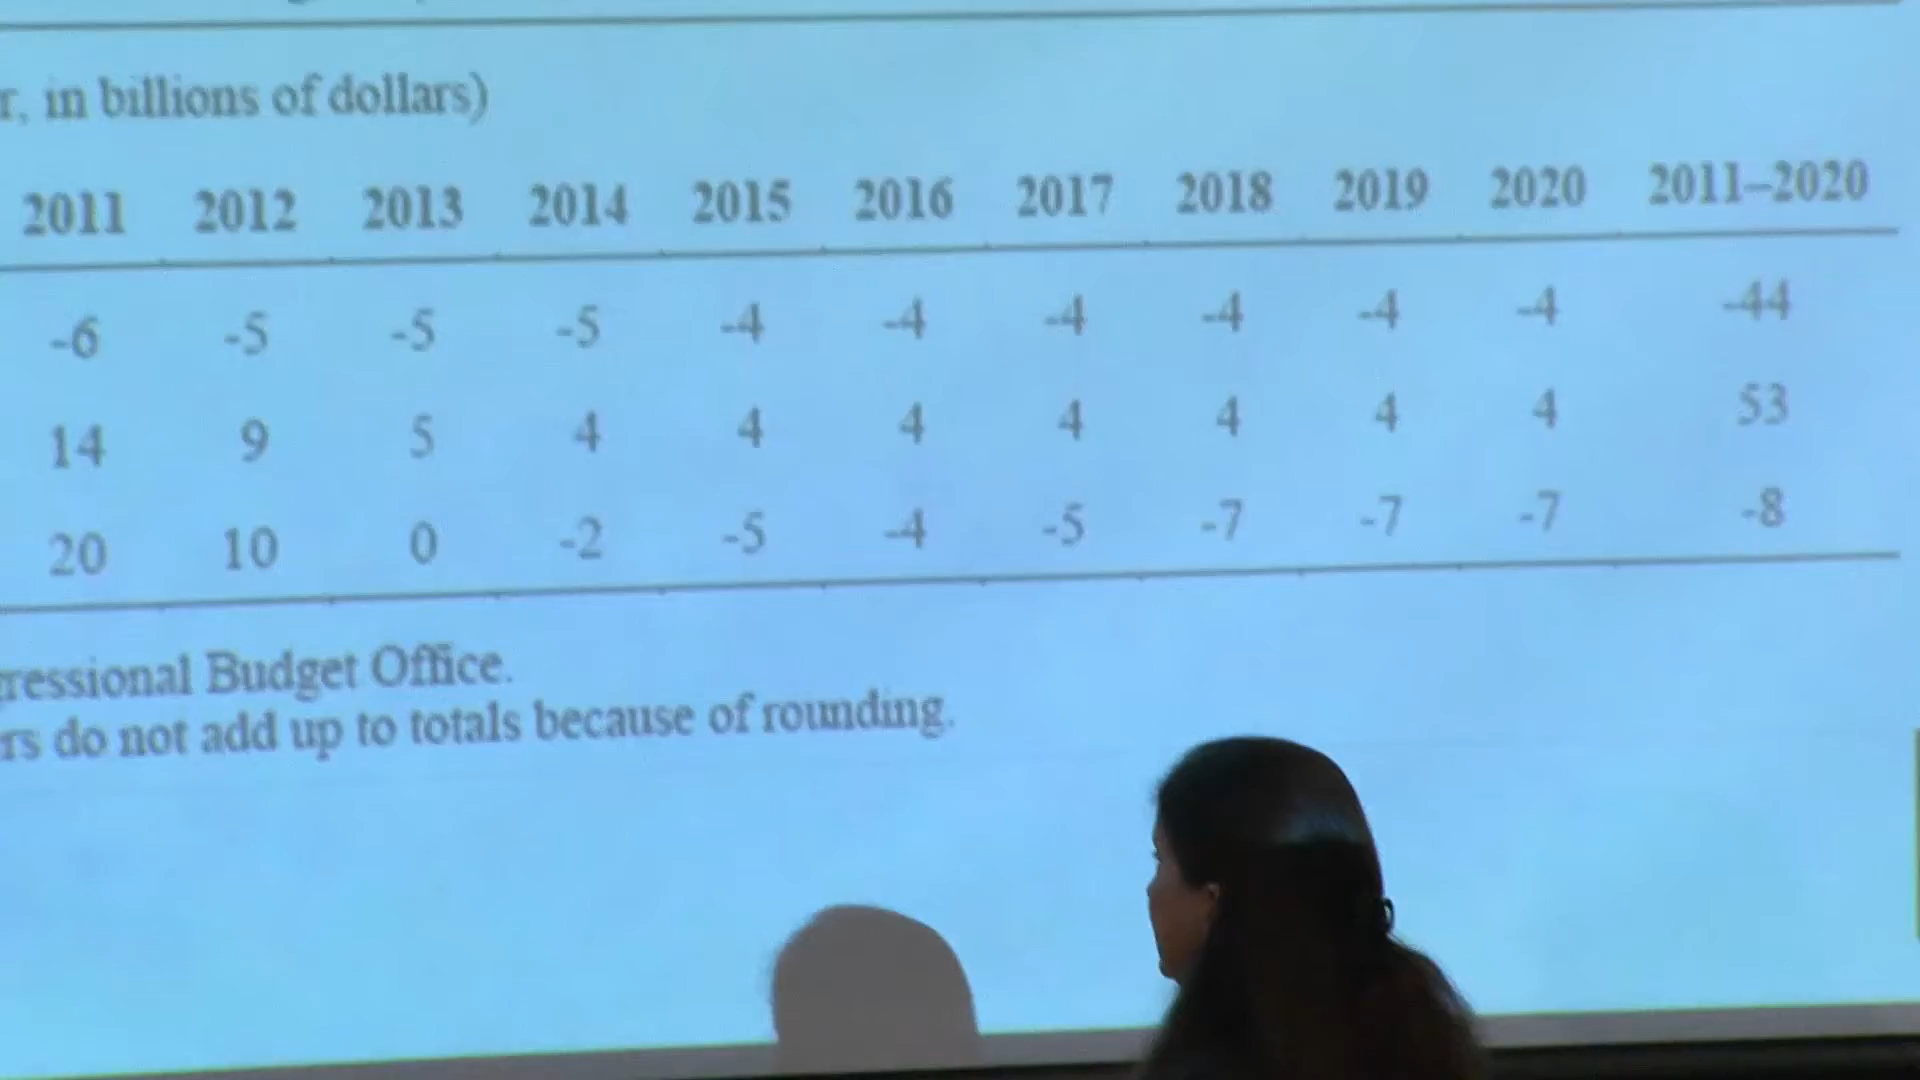 r, in billions of dollars)
2011 2012 2013 2014 2015 2016 2017 2018 2019 2020 2011–2020
-6 -5 -5 -5 -4 -4 -4 -4 -4 -4 -44
14 9 5 4 4 4 4 4 4 4 53
20 10 0 -2 -5 -4 -5 -7 -7 -7 -8
gressional Budget Office.
rs do not add up to totals because of rounding.